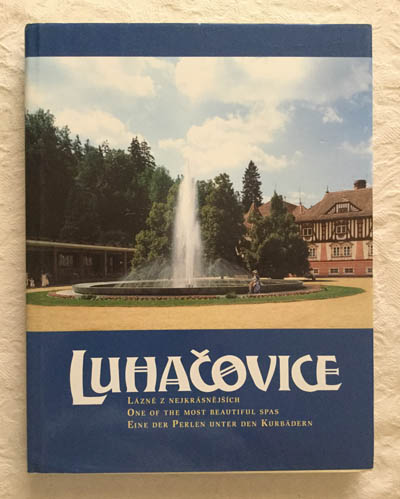 LUHAČOVICE
LÁZNĚ Z NEJKRÁSNĚJŠÍCH
ONE OF THE MOST BEAUTIFUL SPAS
EINE DER PERLEN UNTER DEN KURBÄDERN